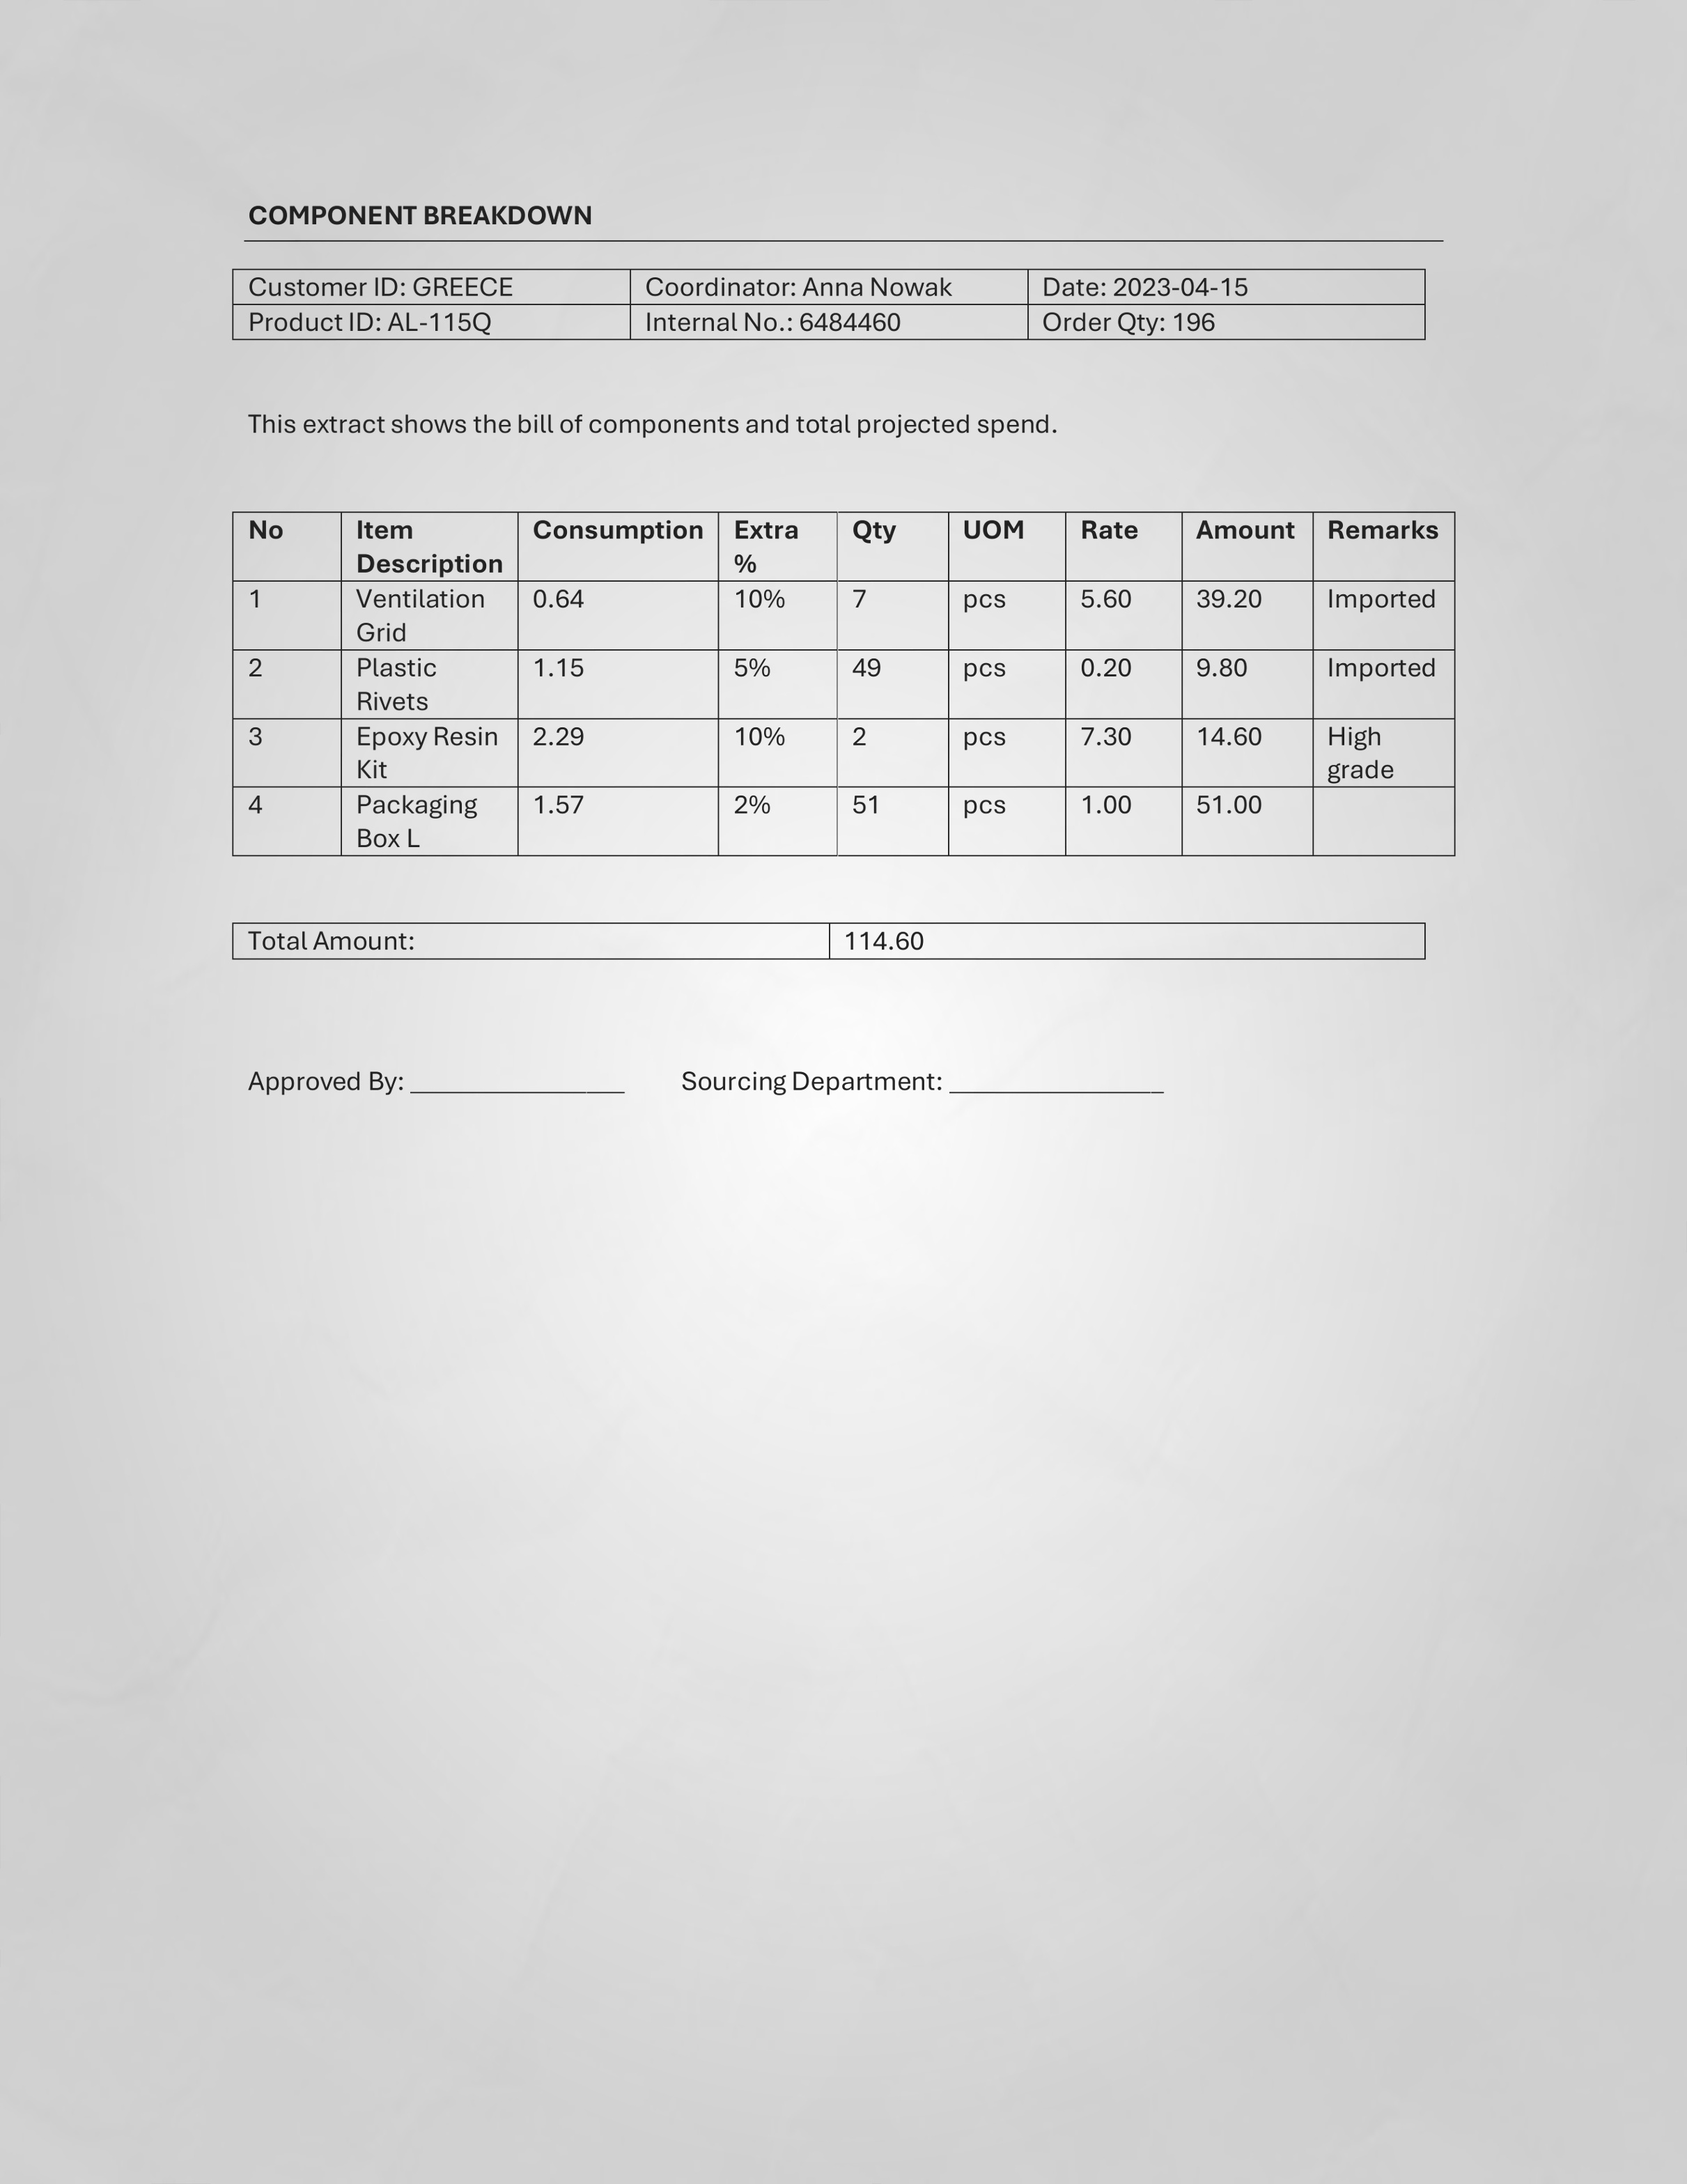 COMPONENT BREAKDOWN
Customer ID: GREECE Coordinator: Anna Nowak Date: 2023-04-15
Product ID: AL-115Q Internal No.: 6484460 Order Qty: 196
This extract shows the bill of components and total projected spend.
No Item Description Consumption Extra % Qty UOM Rate Amount Remarks
1 Ventilation Grid 0.64 10% 7 pcs 5.60 39.20 Imported
2 Plastic Rivets 1.15 5% 49 pcs 0.20 9.80 Imported
3 Epoxy Resin Kit 2.29 10% 2 pcs 7.30 14.60 High grade
4 Packaging Box L 1.57 2% 51 pcs 1.00 51.00
Total Amount: 114.60
Approved By: ________________ Sourcing Department: ________________